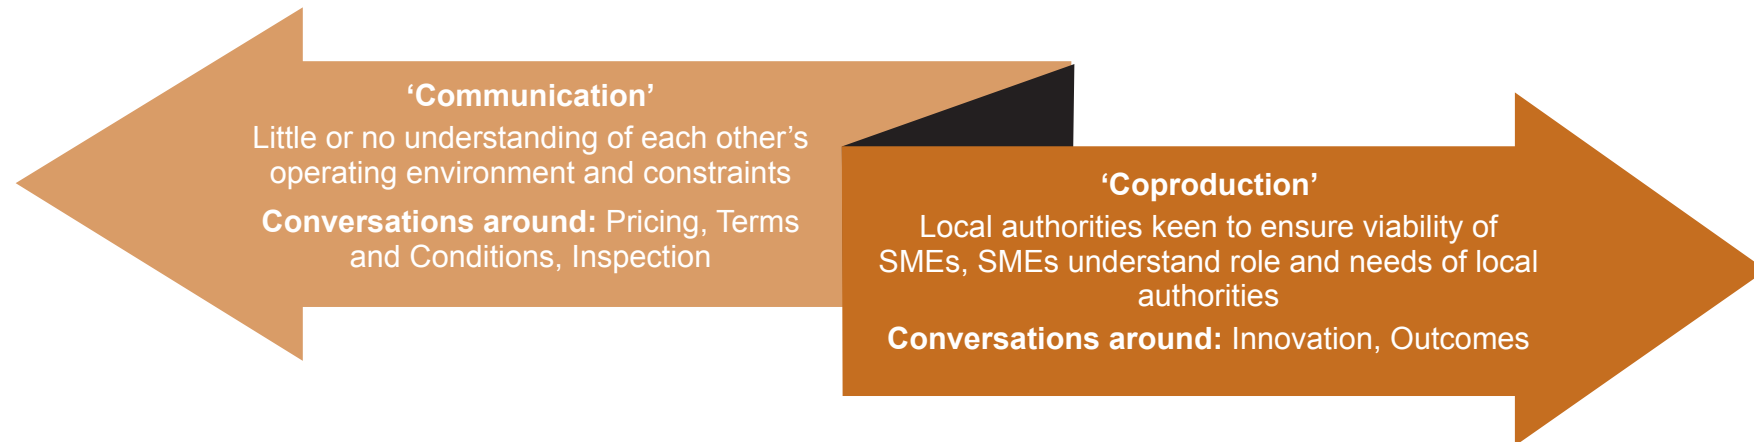 ‘Communication’
Little or no understanding of each other’s
operating environment and constraints
Conversations around: Pricing, Terms
and Conditions, Inspection
‘Coproduction’
Local authorities keen to ensure viability of
SMEs, SMEs understand role and needs of local
authorities
Conversations around: Innovation, Outcomes